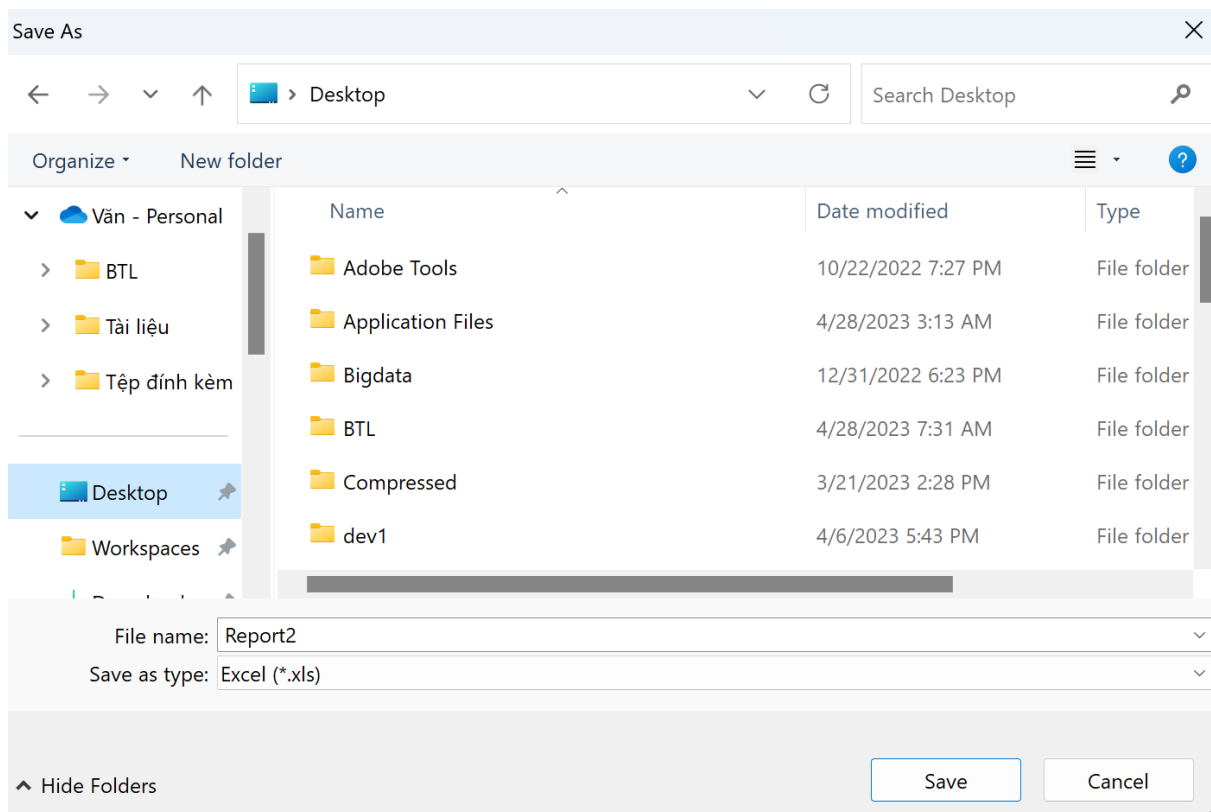 Save As
Desktop
Search Desktop
Organize
New folder
?
Văn - Personal
BTL
Tài liệu
Tệp đính kèm
Desktop
Workspaces
Name Date modified Type
Adobe Tools 10/22/2022 7:27 PM File folder
Application Files 4/28/2023 3:13 AM File folder
Bigdata 12/31/2022 6:23 PM File folder
BTL 4/28/2023 7:31 AM File folder
Compressed 3/21/2023 2:28 PM File folder
dev1 4/6/2023 5:43 PM File folder
File name: Report2
Save as type: Excel (*.xls)
Hide Folders
Save
Cancel